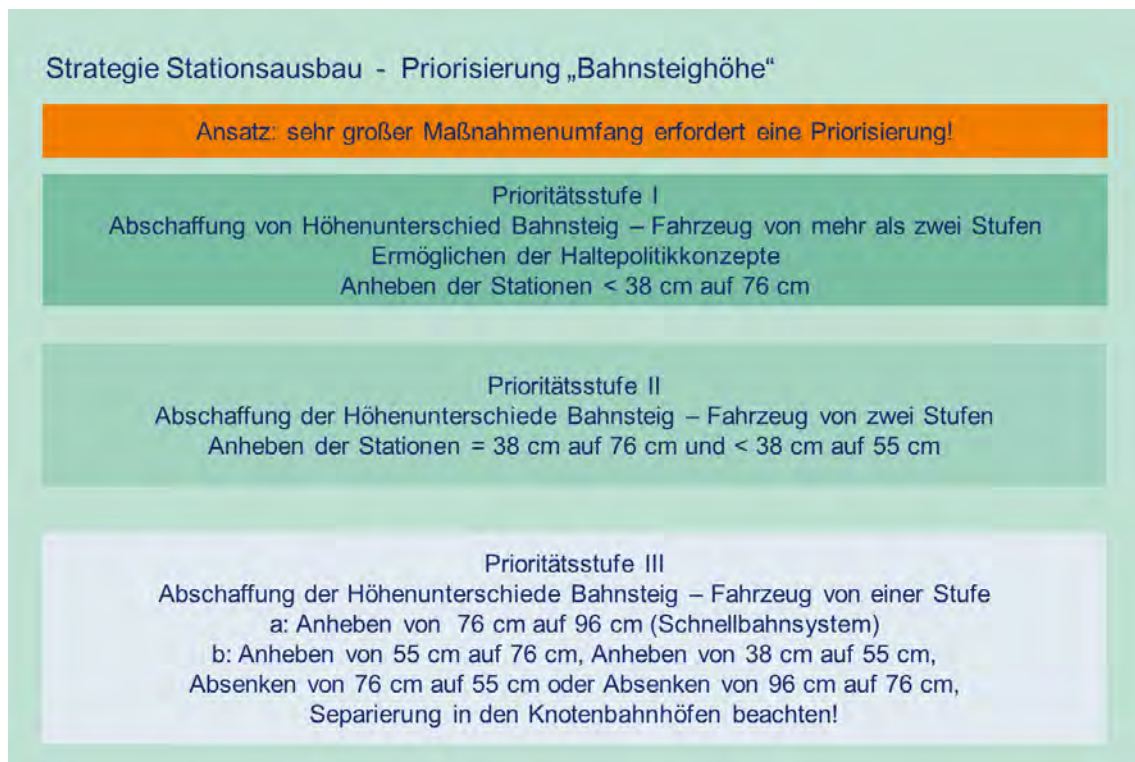 Strategie Stationsausbau - Priorisierung „Bahnsteighöhe“
Ansatz: sehr großer Maßnahmenumfang erfordert eine Priorisierung!
Prioritätsstufe I
Abschaffung von Höhenunterschied Bahnsteig – Fahrzeug von mehr als zwei Stufen
Ermöglichen der Haltepolitikkonzepte
Anheben der Stationen < 38 cm auf 76 cm
Prioritätsstufe II
Abschaffung der Höhenunterschiede Bahnsteig – Fahrzeug von zwei Stufen
Anheben der Stationen = 38 cm auf 76 cm und < 38 cm auf 55 cm
Prioritätsstufe III
Abschaffung der Höhenunterschiede Bahnsteig – Fahrzeug von einer Stufe
a: Anheben von 76 cm auf 96 cm (Schnellbahnsystem)
b: Anheben von 55 cm auf 76 cm, Anheben von 38 cm auf 55 cm,
Absenken von 76 cm auf 55 cm oder Absenken von 96 cm auf 76 cm,
Separierung in den Knotenbahnhöfen beachten!